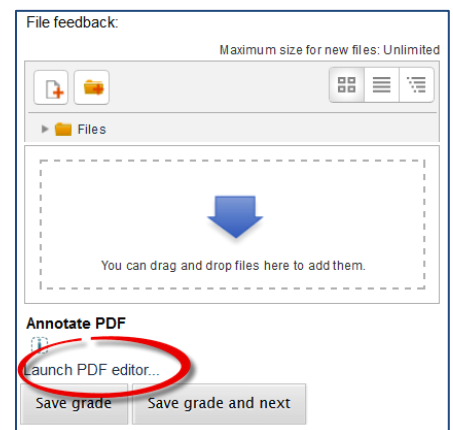 File feedback:
Maximum size for new files: Unlimited
Files
You can drag and drop files here to add them.
Annotate PDF
Launch PDF editor...
Save grade Save grade and next